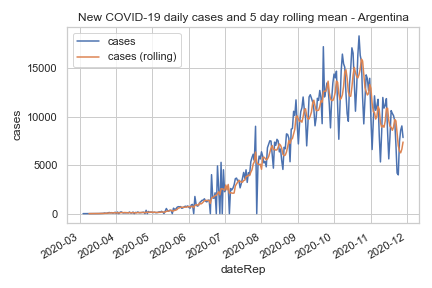 New COVID-19 daily cases and 5 day rolling mean - Argentina
cases
cases (rolling)
15000
10000
5000
0
cases
2020-03
2020-04
2020-05
2020-06
2020-07
2020-08
2020-09
2020-10
2020-11
2020-12
dateRep